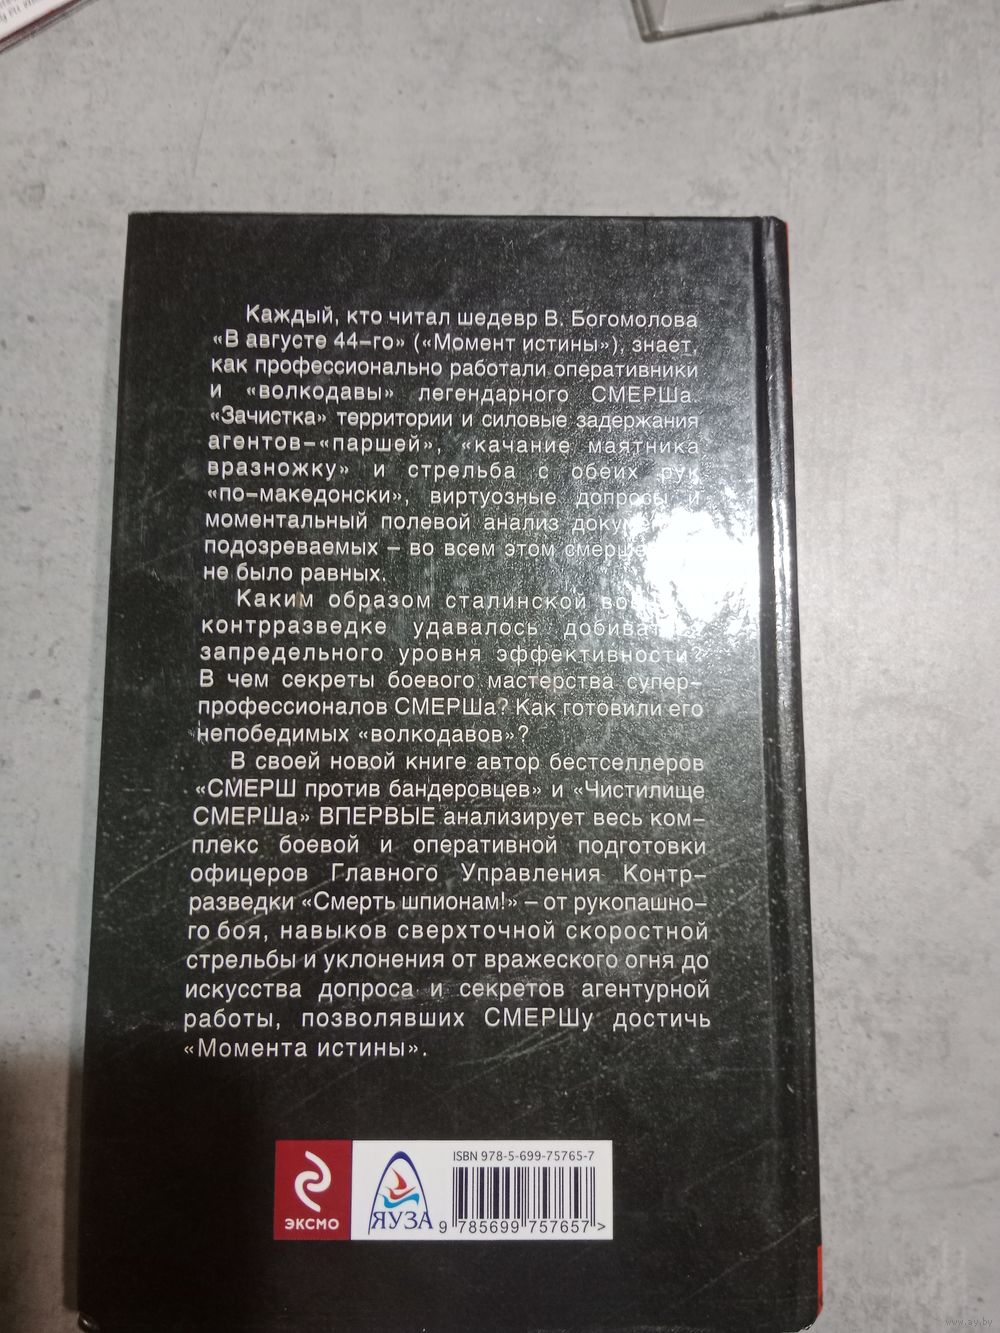 Каждый, кто читал шедевр В. Богомолова
«В августе 44–го» («Момент истины»), знает,
как профессионально работали оперативники
и «волкодавы» легендарного СМЕРШа.
«Зачистка» территории и силовые задержания
агентов–«паршей», «качание маятника
вразножку» и стрельба с обеих рук
«по–македонски», виртуозные допросы и
моментальный полевой анализ
подозреваемых – во всем этом
не было равных.
Каким образом сталинской
контрразведке удавалось
запредельного уровня эффективности?
В чем секреты боевого мастерства супер–
профессионалов СМЕРШа? Как готовили его
непобедимых «волкодавов»?
В своей новой книге автор бестселлеров
«СМЕРШ против бандеровцев» и «Чистилище
СМЕРШа» ВПЕРВЫЕ анализирует весь ком–
плекс боевой и оперативной подготовки
офицеров Главного Управления Контр–
разведки «Смерть шпионам!» – от рукопашно–
го боя, навыков сверхточной скоростной
стрельбы и уклонения от вражеского огня до
искусства допроса и секретов агентурной
работы, позволявших СМЕРШу достичь
«Момента истины».
ISBN 978-5-699-75765-7
ЭКСМО
ЯУЗА
9 785699 757657 >
www.ay.by